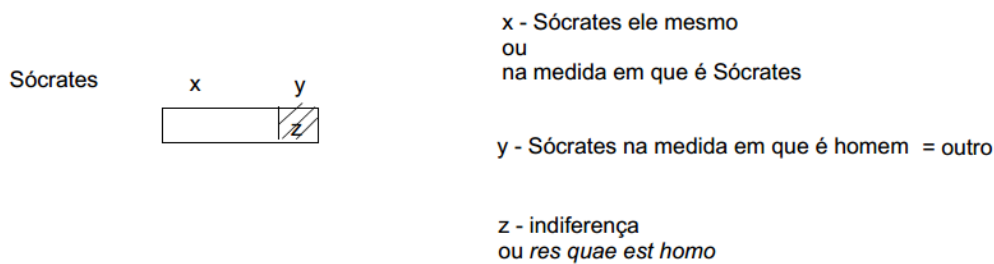 x - Sócrates ele mesmo
ou
na medida em que é Sócrates
Sócrates
x
y
z
y - Sócrates na medida em que é homem = outro
z - indiferença
ou res quae est homo